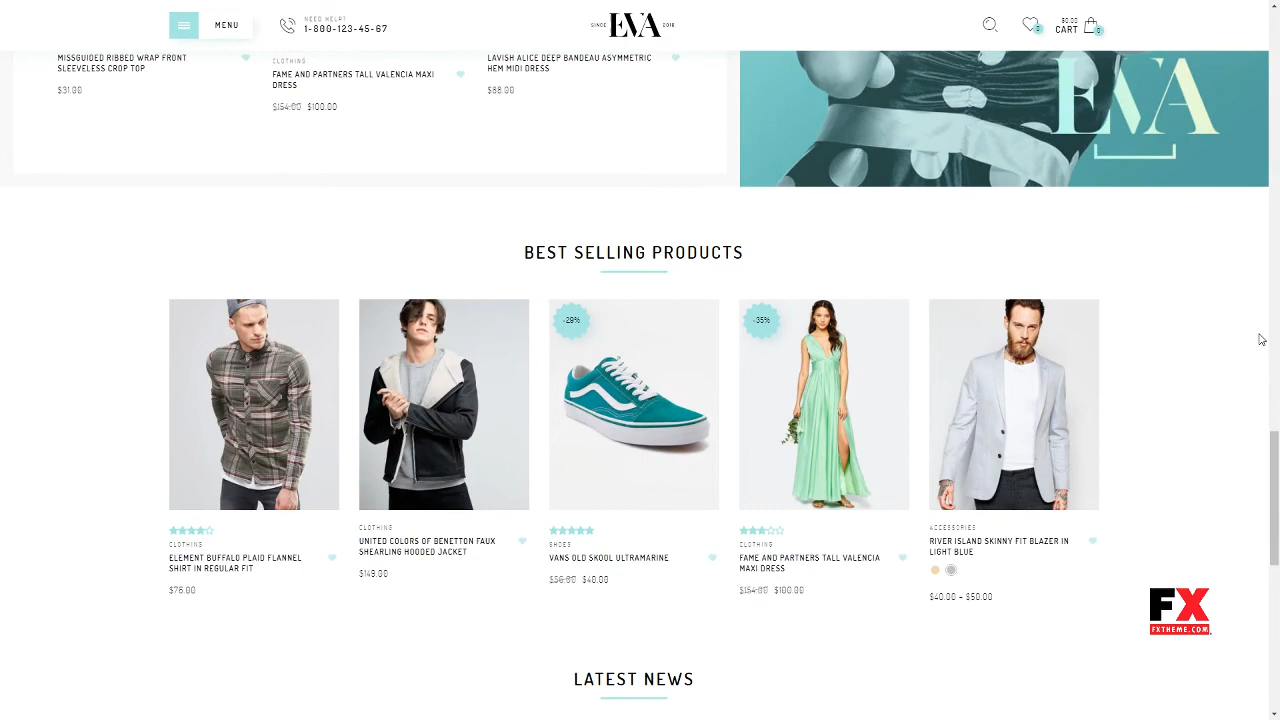 MENU
NEED HELP?
1-800-123-45-67
SINCE EVA 2018
0
$0.00
CART
0
MISSGUIDED RIBBED WRAP FRONT
SLEEVELESS CROP TOP
$31.00
CLOTHING
FAME AND PARTNERS TALL VALENCIA MAXI
DRESS
$154.00 $100.00
LAVISH ALICE DEEP BANDEAU ASYMMETRIC
HEM MIDI DRESS
$88.00
EVA
BEST SELLING PRODUCTS
-29%
-35%
CLOTHING
ELEMENT BUFFALO PLAID FLANNEL
SHIRT IN REGULAR FIT
$76.00
CLOTHING
UNITED COLORS OF BENETTON FAUX
SHEARLING HOODED JACKET
$149.00
SHOES
VANS OLD SKOOL ULTRAMARINE
$56.00 $40.00
CLOTHING
FAME AND PARTNERS TALL VALENCIA
MAXI DRESS
$154.00 $100.00
ACCESSORIES
RIVER ISLAND SKINNY FIT BLAZER IN
LIGHT BLUE
$40.00 – $50.00
FX
FXTHEME.COM
LATEST NEWS